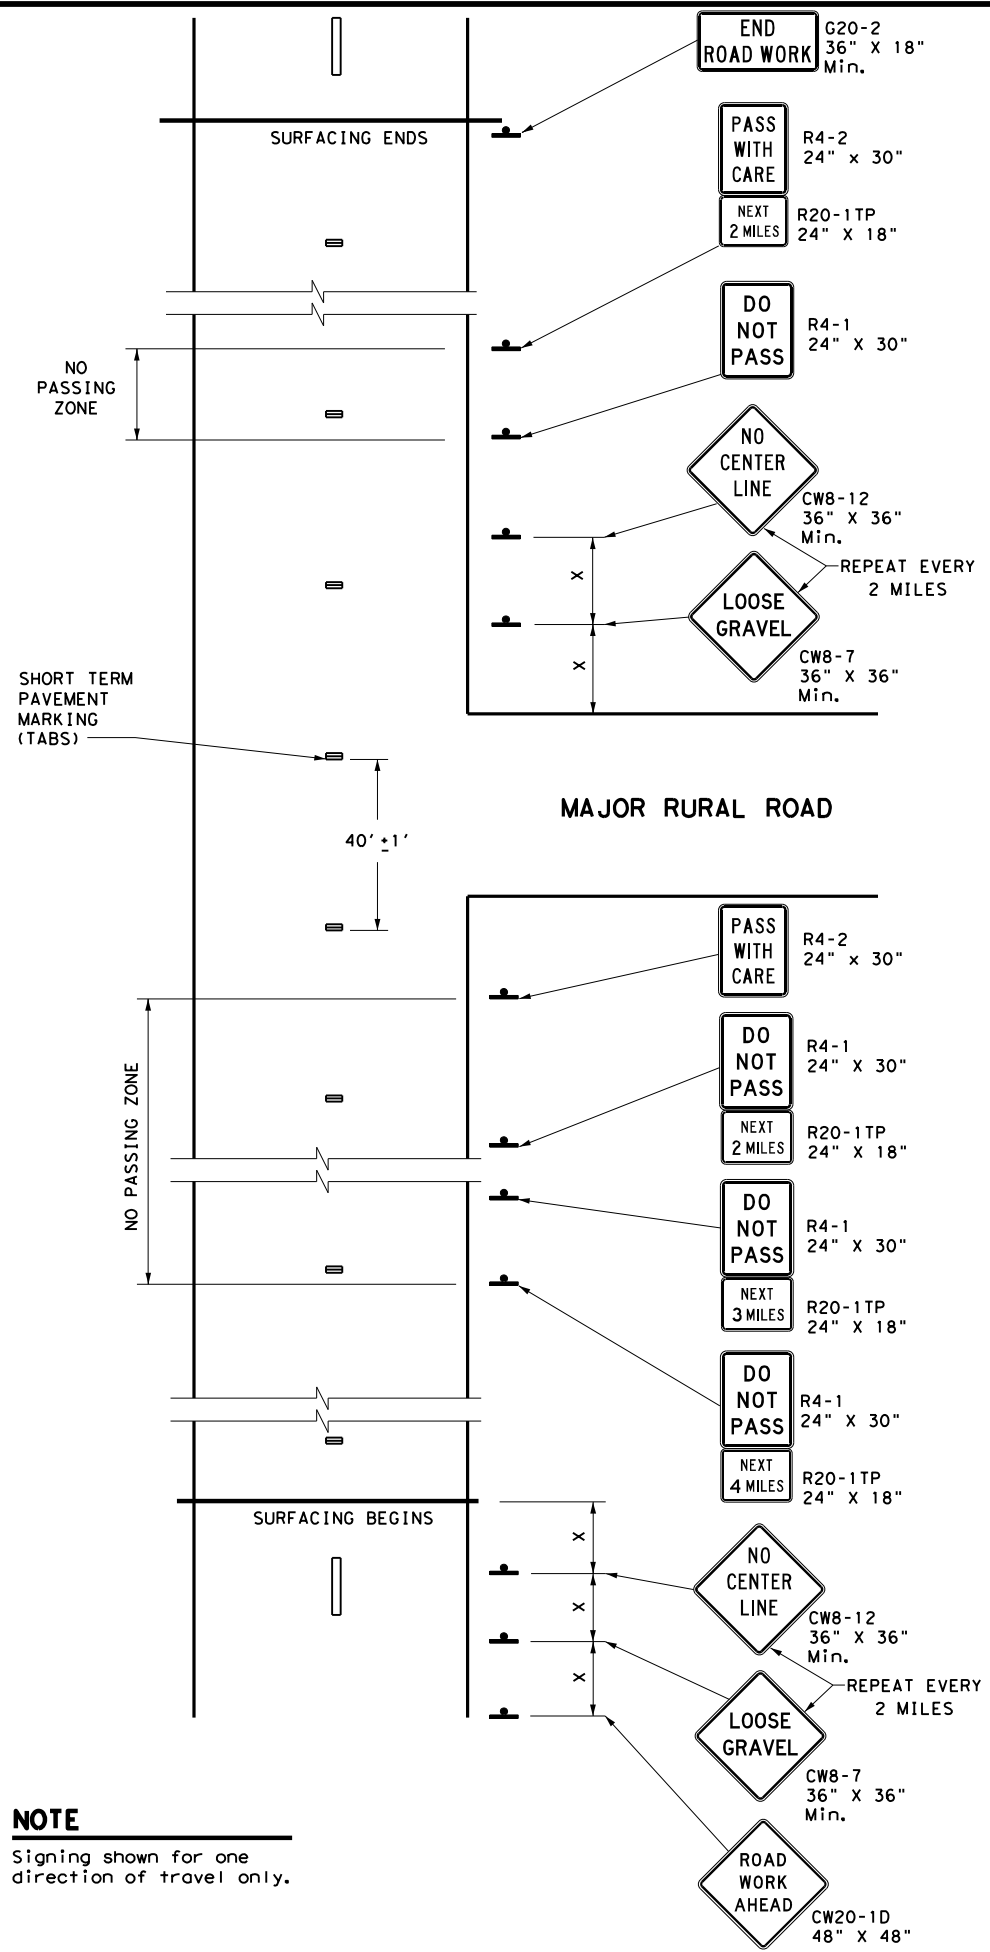 END
ROAD WORK
G20-2
36" X 18"
Min.
SURFACING ENDS
PASS
WITH
CARE
R4-2
24" x 30"
NEXT
2 MILES
R20-1TP
24" X 18"
DO
NOT
PASS
R4-1
24" X 30"
NO
PASSING
ZONE
NO
CENTER
LINE
CW8-12
36" X 36"
Min.
REPEAT EVERY
2 MILES
X
LOOSE
GRAVEL
CW8-7
36" X 36"
Min.
X
SHORT TERM
PAVEMENT
MARKING
(TABS)
MAJOR RURAL ROAD
40' ±1'
PASS
WITH
CARE
R4-2
24" x 30"
NO PASSING ZONE
DO
NOT
PASS
R4-1
24" X 30"
NEXT
2 MILES
R20-1TP
24" X 18"
DO
NOT
PASS
R4-1
24" X 30"
NEXT
3 MILES
R20-1TP
24" X 18"
DO
NOT
PASS
R4-1
24" X 30"
NEXT
4 MILES
R20-1TP
24" X 18"
SURFACING BEGINS
X
NO
CENTER
LINE
CW8-12
36" X 36"
Min.
X
REPEAT EVERY
2 MILES
X
LOOSE
GRAVEL
CW8-7
36" X 36"
Min.
ROAD
WORK
AHEAD
CW20-1D
48" X 48"
NOTE
Signing shown for one
direction of travel only.